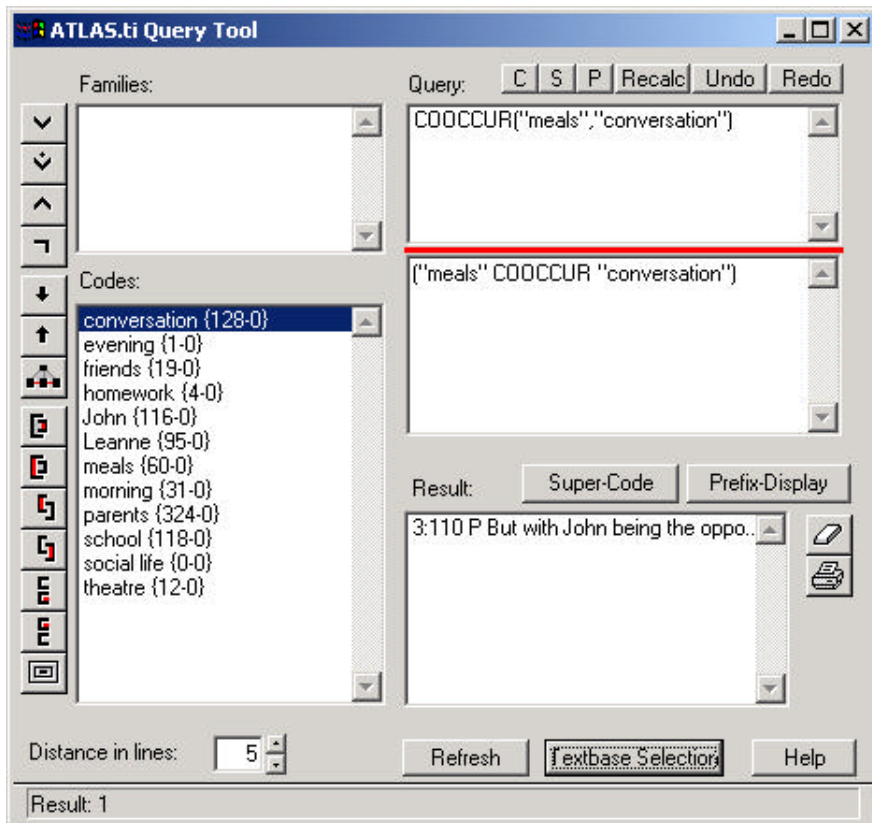 ATLAS.ti Query Tool
Families:
Query:
C
S
P
Recalc
Undo
Redo
COOCCUR("meals","conversation")
("meals" COOCCUR "conversation")
Codes:
conversation {128-0}
evening {1-0}
friends {19-0}
homework {4-0}
John {116-0}
Leanne {95-0}
meals {60-0}
morning {31-0}
parents {324-0}
school {118-0}
social life {0-0}
theatre {12-0}
Result:
Super-Code
Prefix-Display
3:110 P But with John being the oppo..
Distance in lines:
5
Refresh
Textbase Selection
Help
Result: 1